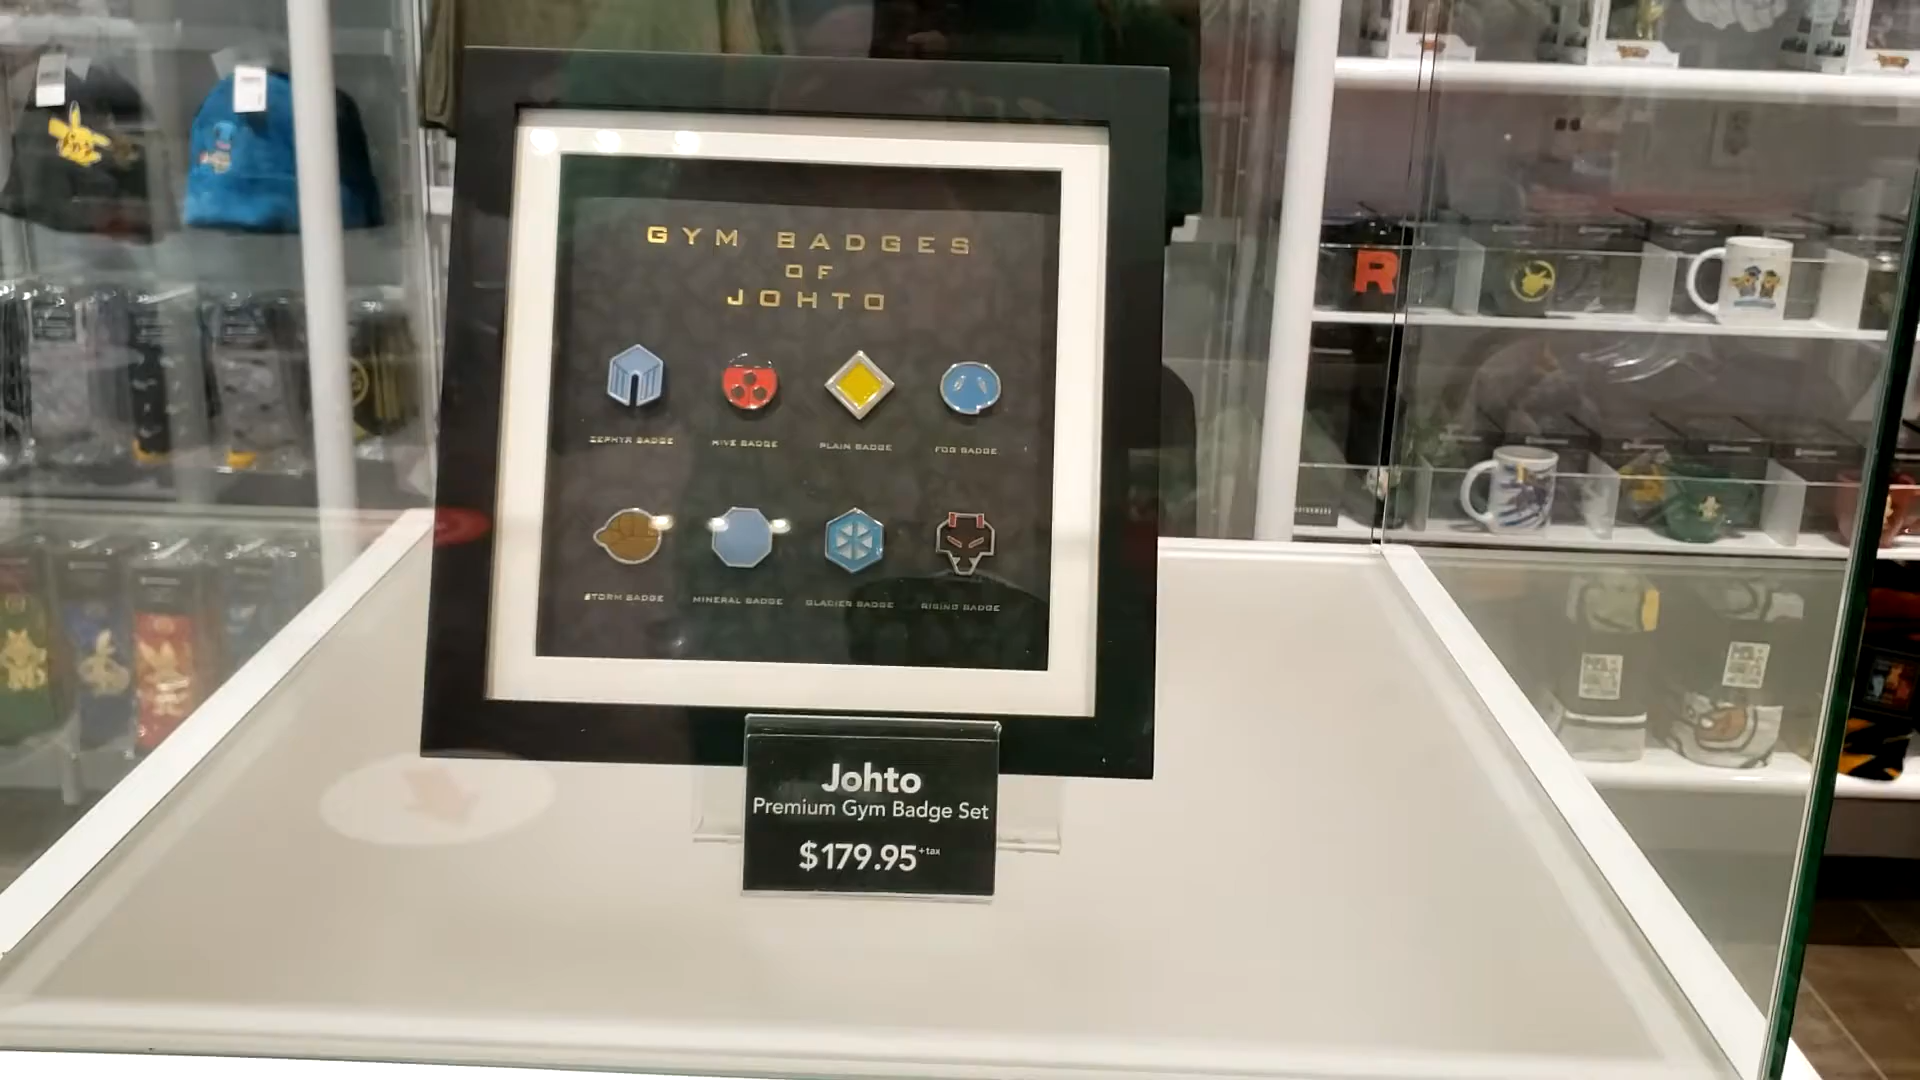 GYM BADGES
OF
JOHTO
ZEPHYR BADGE
HIVE BADGE
PLAIN BADGE
FOG BADGE
STORM BADGE
MINERAL BADGE
GLACIER BADGE
RISING BADGE
Johto
Premium Gym Badge Set
$179.95 +tax
R